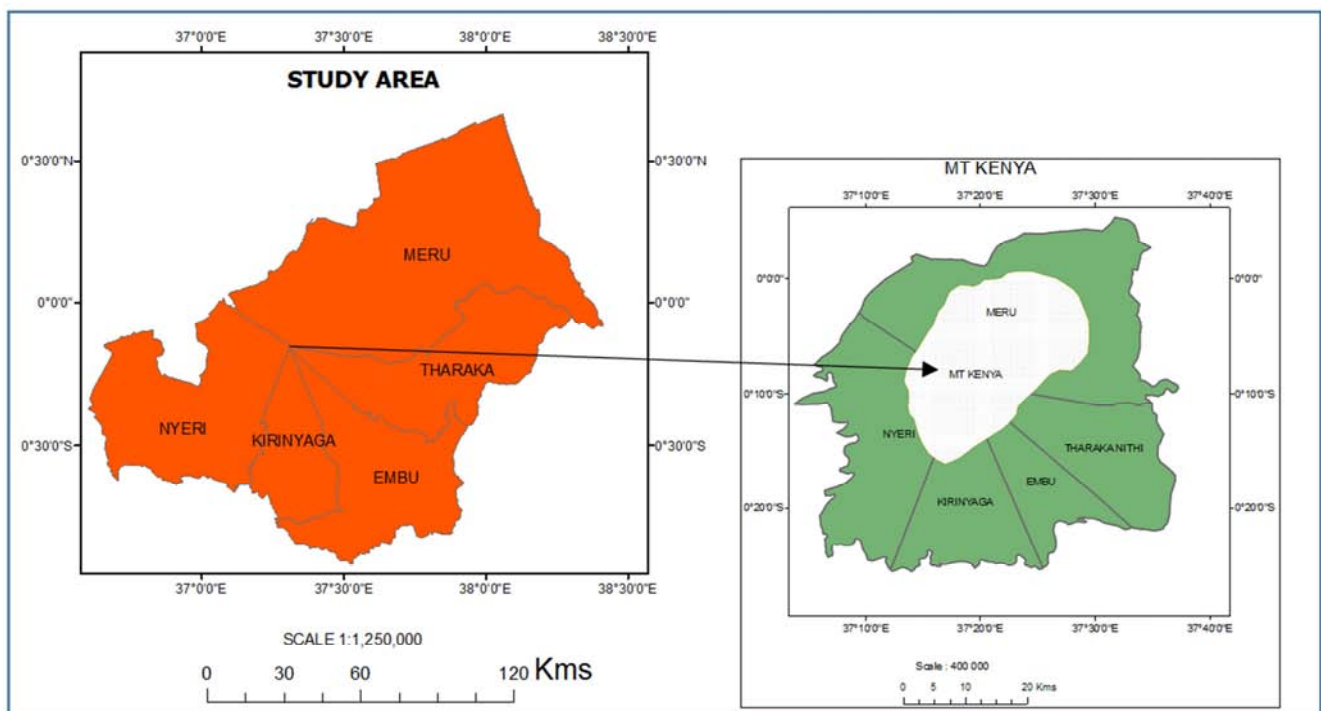 37°0'0"E 37°30'0"E 38°0'0"E 38°30'0"E
STUDY AREA
0°30'0"N 0°30'0"N
MERU
0°0'0" 0°0'0"
THARAKA
NYERI KIRINYAGA
0°30'0"S 0°30'0"S
EMBU
37°0'0"E 37°30'0"E 38°0'0"E 38°30'0"E
SCALE 1:1,250,000
0 30 60 120 Kms
MT KENYA
37°10'0"E 37°20'0"E 37°30'0"E 37°40'0"E
0°0'0" 0°0'0"
MERU
MT KENYA
0°10'0"S 0°10'0"S
NYERI
THARAKA NITHI
EMBU
KIRINYAGA
0°20'0"S 0°20'0"S
37°10'0"E 37°20'0"E 37°30'0"E 37°40'0"E
Scale : 400 000
0 5 10 20 Kms